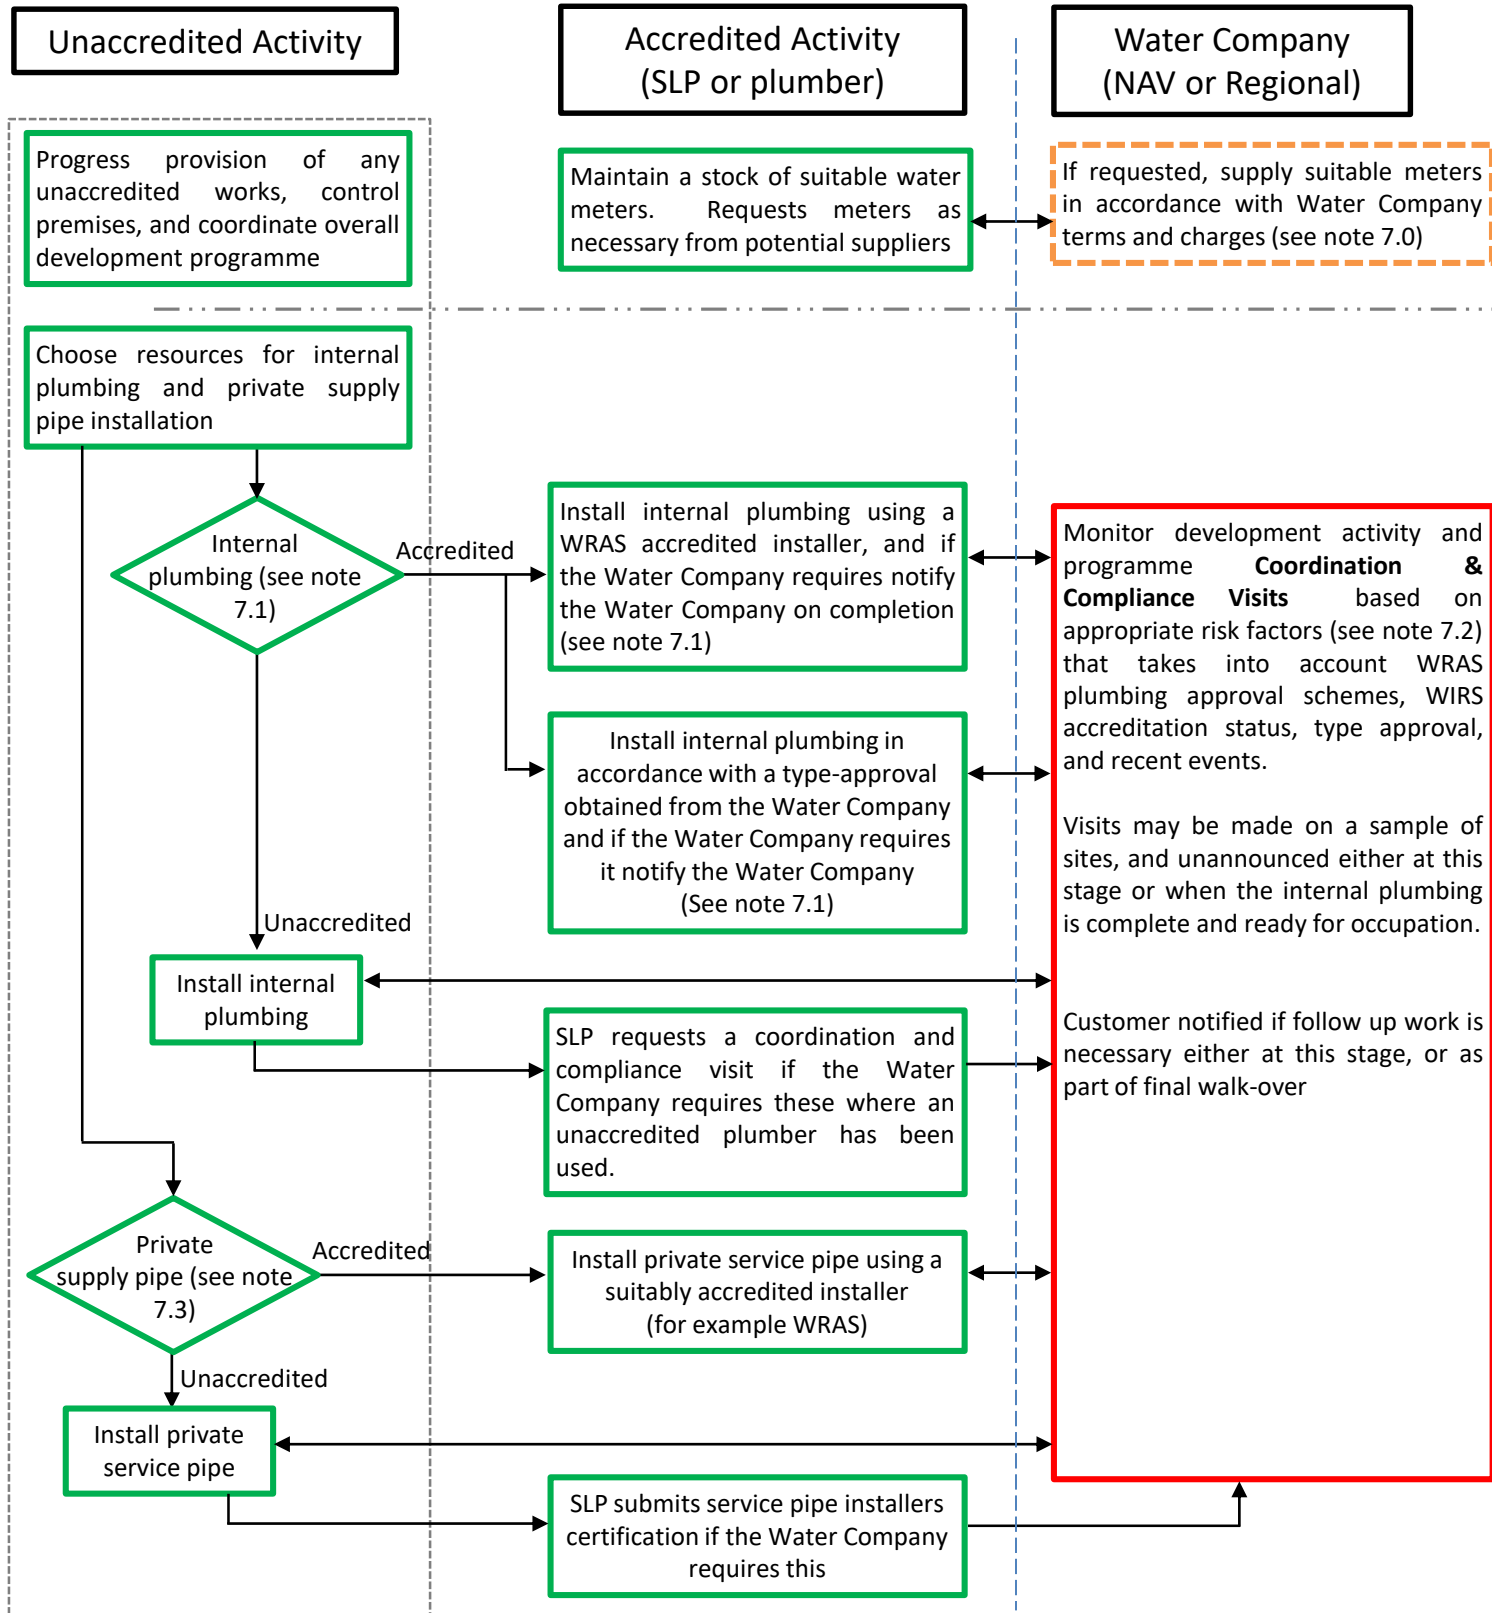 Unaccredited Activity
Accredited Activity
(SLP or plumber)
Water Company
(NAV or Regional)
Progress provision of any
unaccredited works, control
premises, and coordinate overall
development programme
Maintain a stock of suitable water
meters. Requests meters as
necessary from potential suppliers
If requested, supply suitable meters
in accordance with Water Company
terms and charges (see note 7.0)
Choose resources for internal
plumbing and private supply
pipe installation
Internal
plumbing (see note
7.1)
Accredited
Unaccredited
Install internal plumbing using a
WRAS accredited installer, and if
the Water Company requires notify
the Water Company on completion
(see note 7.1)
Install internal plumbing in
accordance with a type-approval
obtained from the Water Company
and if the Water Company requires
it notify the Water Company
(See note 7.1)
Monitor development activity and
programme Coordination &
Compliance Visits based on
appropriate risk factors (see note 7.2)
that takes into account WRAS
plumbing approval schemes, WIRS
accreditation status, type approval,
and recent events.
Visits may be made on a sample of
sites, and unannounced either at this
stage or when the internal plumbing
is complete and ready for occupation.
Customer notified if follow up work is
necessary either at this stage, or as
part of final walk-over
Install internal
plumbing
SLP requests a coordination and
compliance visit if the Water
Company requires these where an
unaccredited plumber has been
used.
Private
supply pipe (see note
7.3)
Accredited
Unaccredited
Install private service pipe using a
suitably accredited installer
(for example WRAS)
Install private
service pipe
SLP submits service pipe installers
certification if the Water Company
requires this